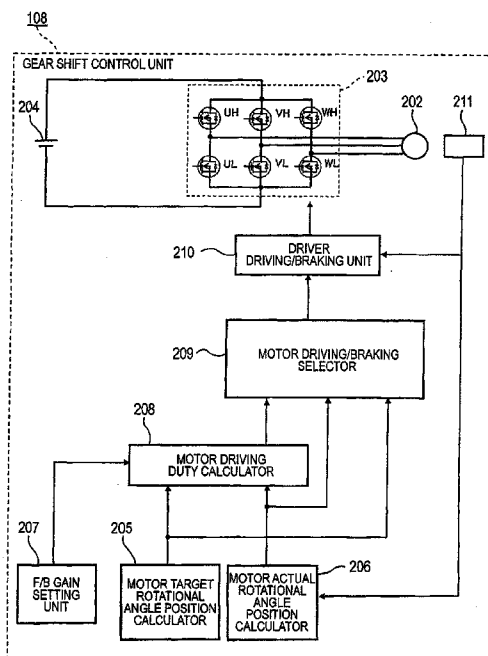 108
GEAR SHIFT CONTROL UNIT
203
204
UH
VH
WH
202
211
UL
VL
WL
210
DRIVER
DRIVING/BRAKING UNIT
209
MOTOR DRIVING/BRAKING
SELECTOR
208
MOTOR DRIVING
DUTY CALCULATOR
207
205
206
F/B GAIN
SETTING
UNIT
MOTOR TARGET
ROTATIONAL
ANGLE POSITION
CALCULATOR
MOTOR ACTUAL
ROTATIONAL
ANGLE
POSITION
CALCULATOR